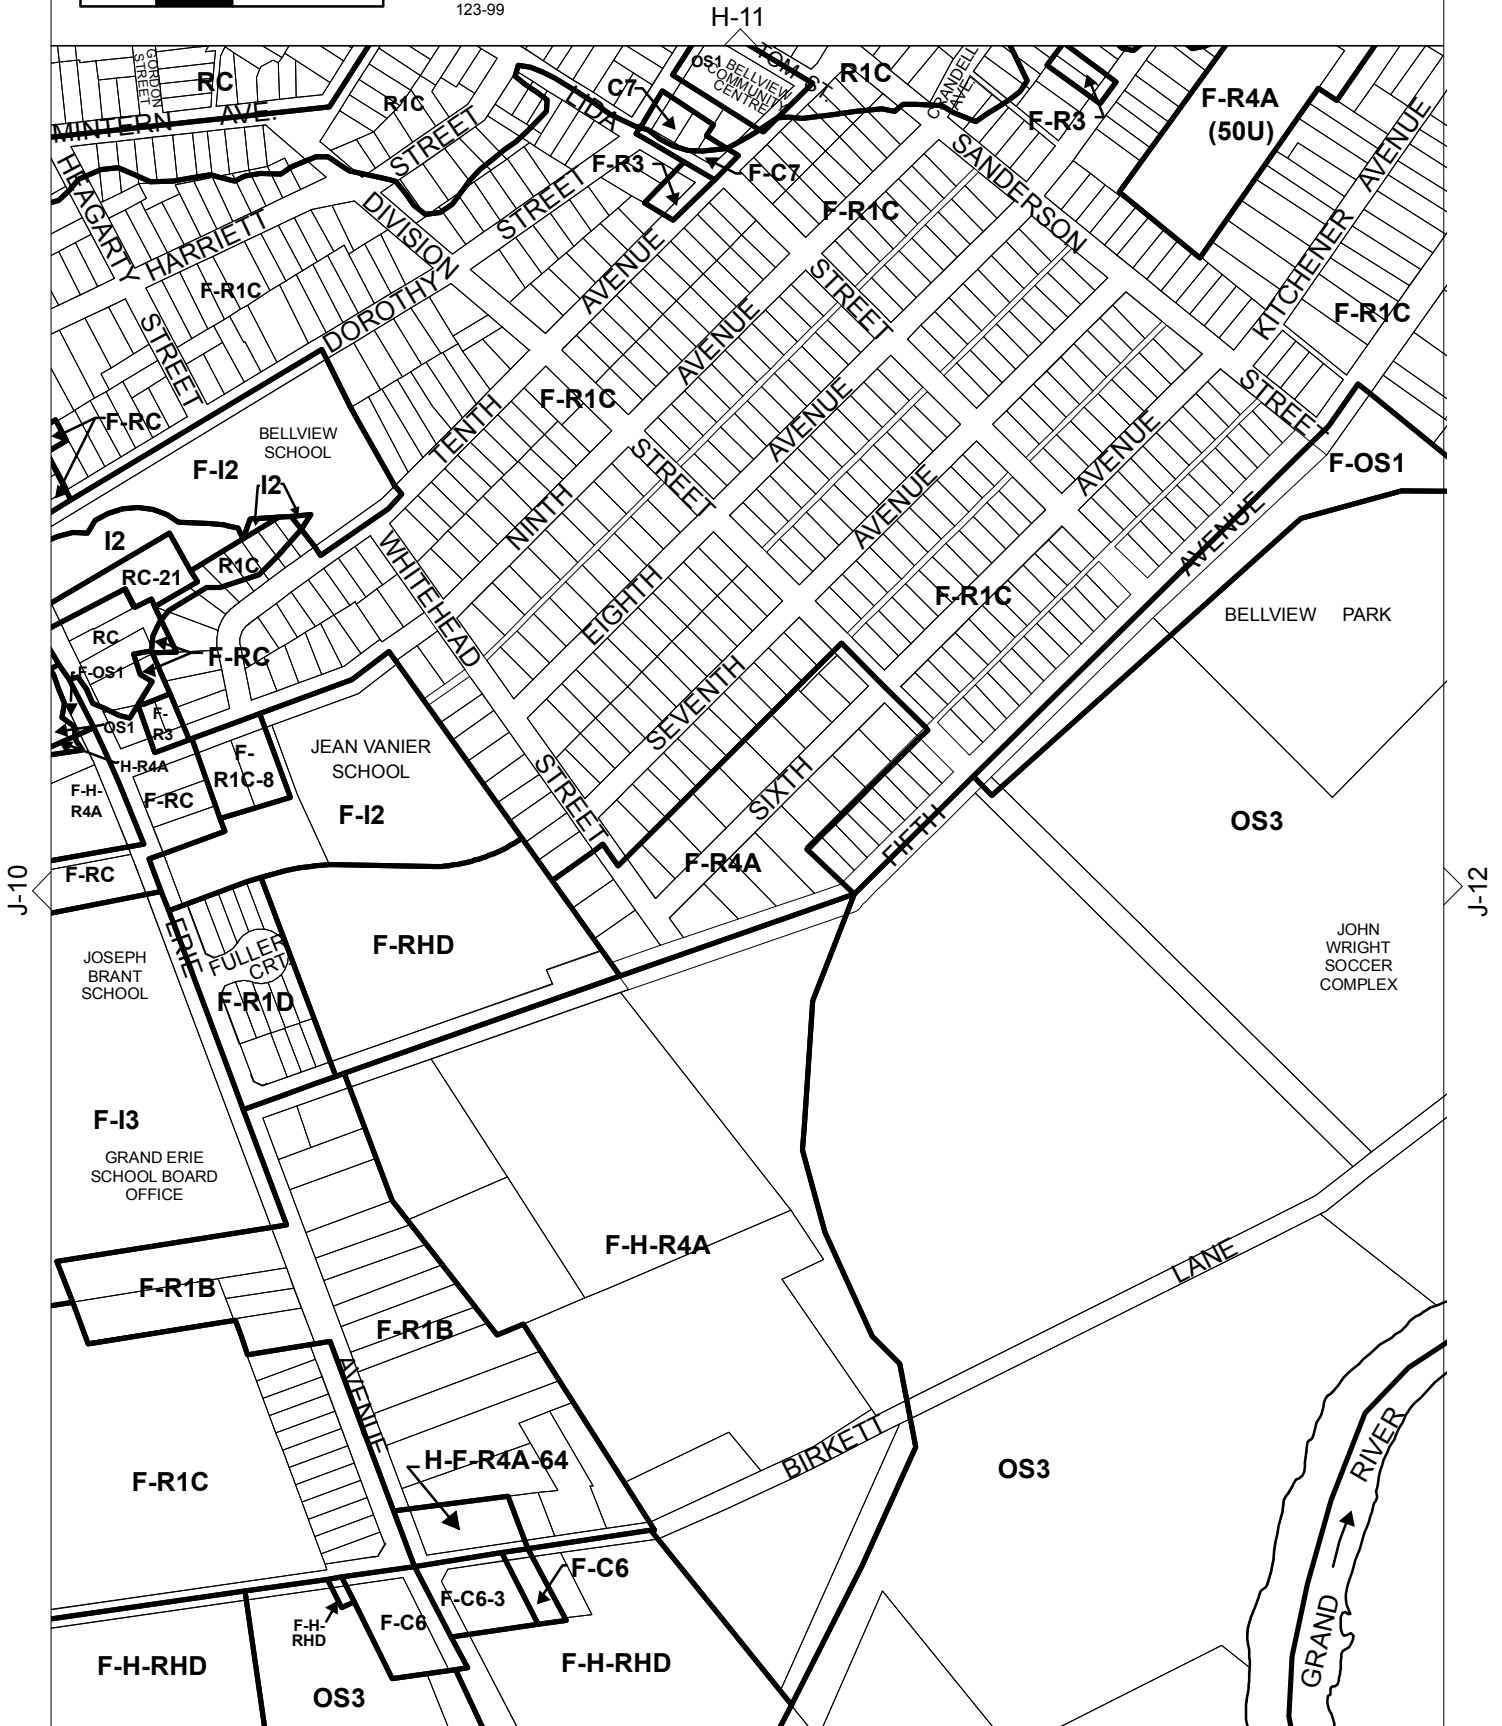 123-99
H-11
GORDON
STREET
RC
MINTERN AVE.
R1C
STREET
LIDA
C7
OS1
BELLVIEW
COMMUNITY
CENTRE
TOM ST.
R1C
CRANDELL
AVE.
F-R3
F-R4A
(50U)
KITCHENER AVENUE
HEAGARTY
STREET
HARRIETT
STREET
DIVISION
F-R3
F-C7
F-R1C
SANDERSON
STREET
F-R1C
F-R1C
DOROTHY
STREET
TENTH
AVENUE
F-R1C
NINTH
AVENUE
STREET
STREET
EIGHTH
AVENUE
SEVENTH
AVENUE
SIXTH
AVENUE
FIFTH
AVENUE
F-RC
BELLVIEW
SCHOOL
F-I2
I2
F-OS1
I2
RC-21
R1C
WHITEHEAD
STREET
F-R1C
BELLVIEW PARK
RC
F-RC
F-OS1
OS1
F-
R3
H-R4A
F-H-
R4A
F-RC
F-
R1C-8
JEAN VANIER
SCHOOL
F-I2
OS3
F-R4A
F-RC
J-10
J-12
ERIE
AVENUE
FULLER
CRT.
F-RHD
JOSEPH
BRANT
SCHOOL
F-R1D
JOHN
WRIGHT
SOCCER
COMPLEX
F-I3
GRAND ERIE
SCHOOL BOARD
OFFICE
F-H-R4A
BIRKETT LANE
F-R1B
F-R1B
F-R1C
H-F-R4A-64
OS3
GRAND RIVER
F-C6
F-C6-3
F-C6
F-H-
RHD
F-H-RHD
F-H-RHD
OS3